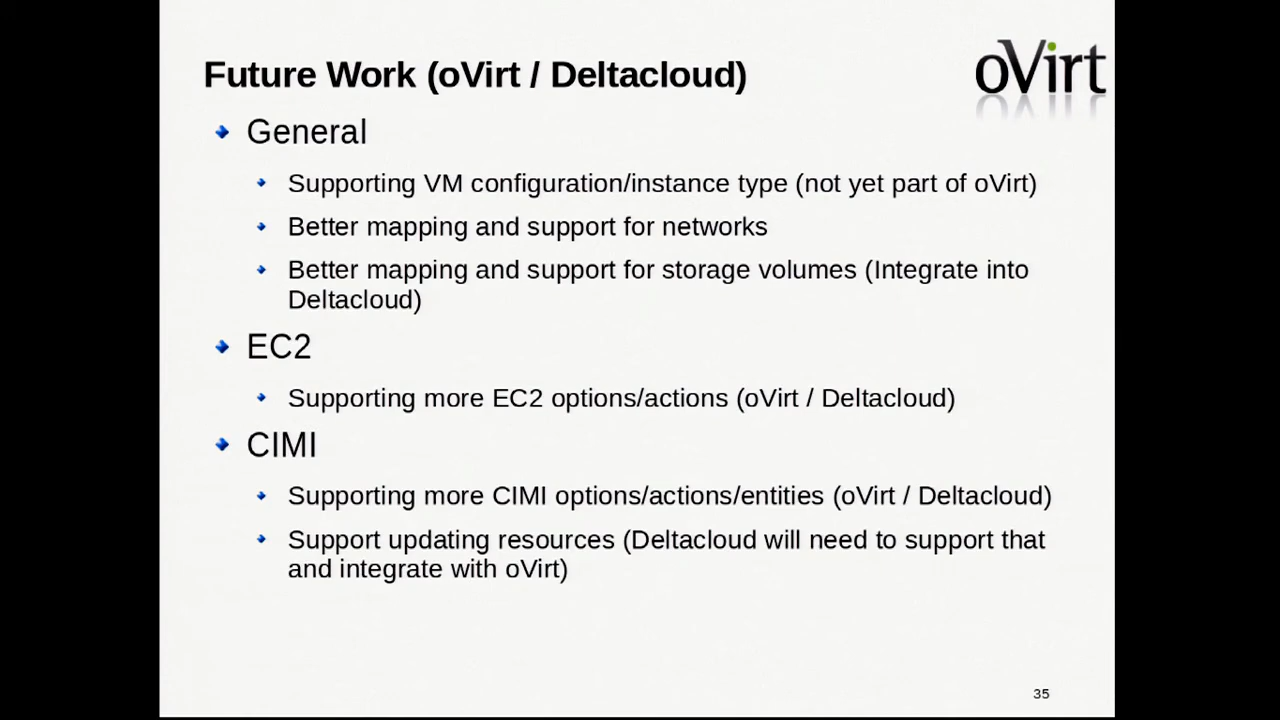 Future Work (oVirt / Deltacloud)
oVirt
General
Supporting VM configuration/instance type (not yet part of oVirt)
Better mapping and support for networks
Better mapping and support for storage volumes (Integrate into
Deltacloud)
EC2
Supporting more EC2 options/actions (oVirt / Deltacloud)
CIMI
Supporting more CIMI options/actions/entities (oVirt / Deltacloud)
Support updating resources (Deltacloud will need to support that
and integrate with oVirt)
35